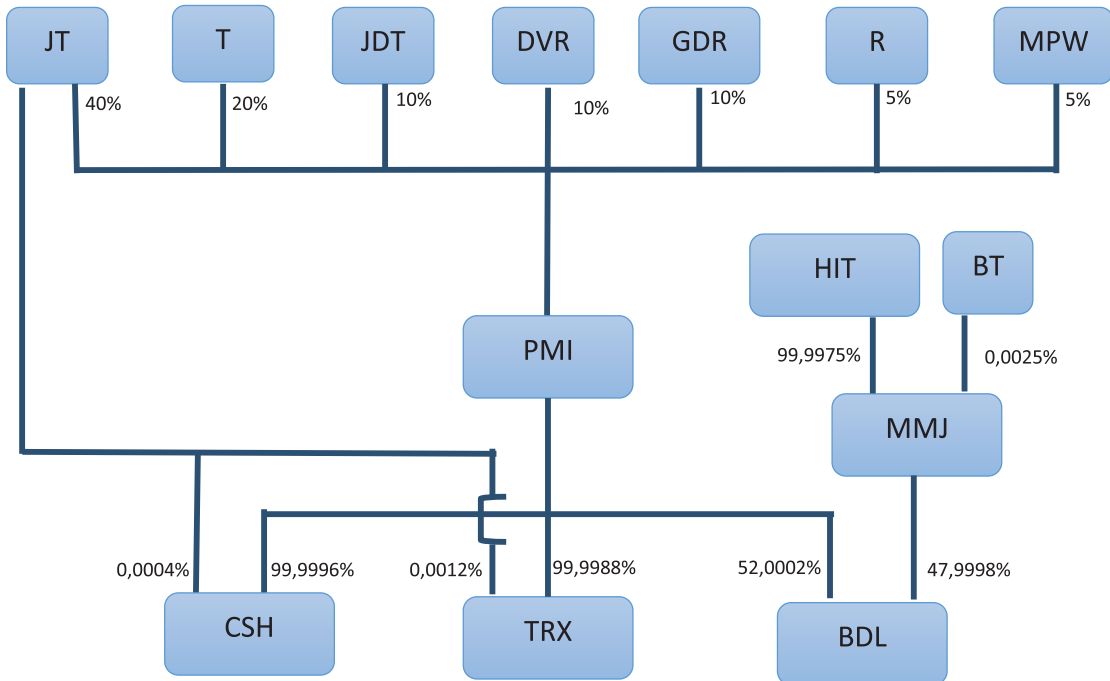 JT
T
JDT
DVR
GDR
R
MPW
40%
20%
10%
10%
10%
5%
5%
HIT
BT
PMI
99,9975%
0,0025%
MMJ
0,0004%
99,9996%
0,0012%
99,9988%
52,0002%
47,9998%
CSH
TRX
BDL